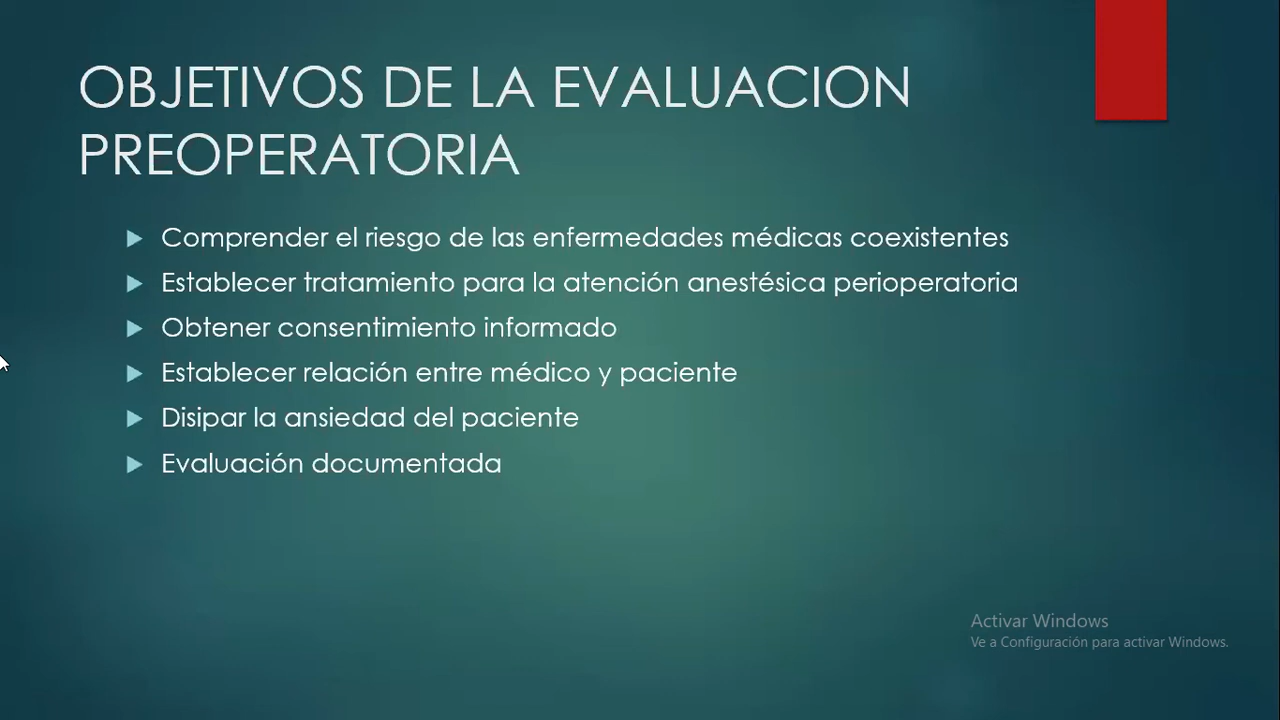 OBJETIVOS DE LA EVALUACION
PREOPERATORIA
Comprender el riesgo de las enfermedades médicas coexistentes
Establecer tratamiento para la atención anestésica perioperatoria
Obtener consentimiento informado
Establecer relación entre médico y paciente
Disipar la ansiedad del paciente
Evaluación documentada
Activar Windows
Ve a Configuración para activar Windows.